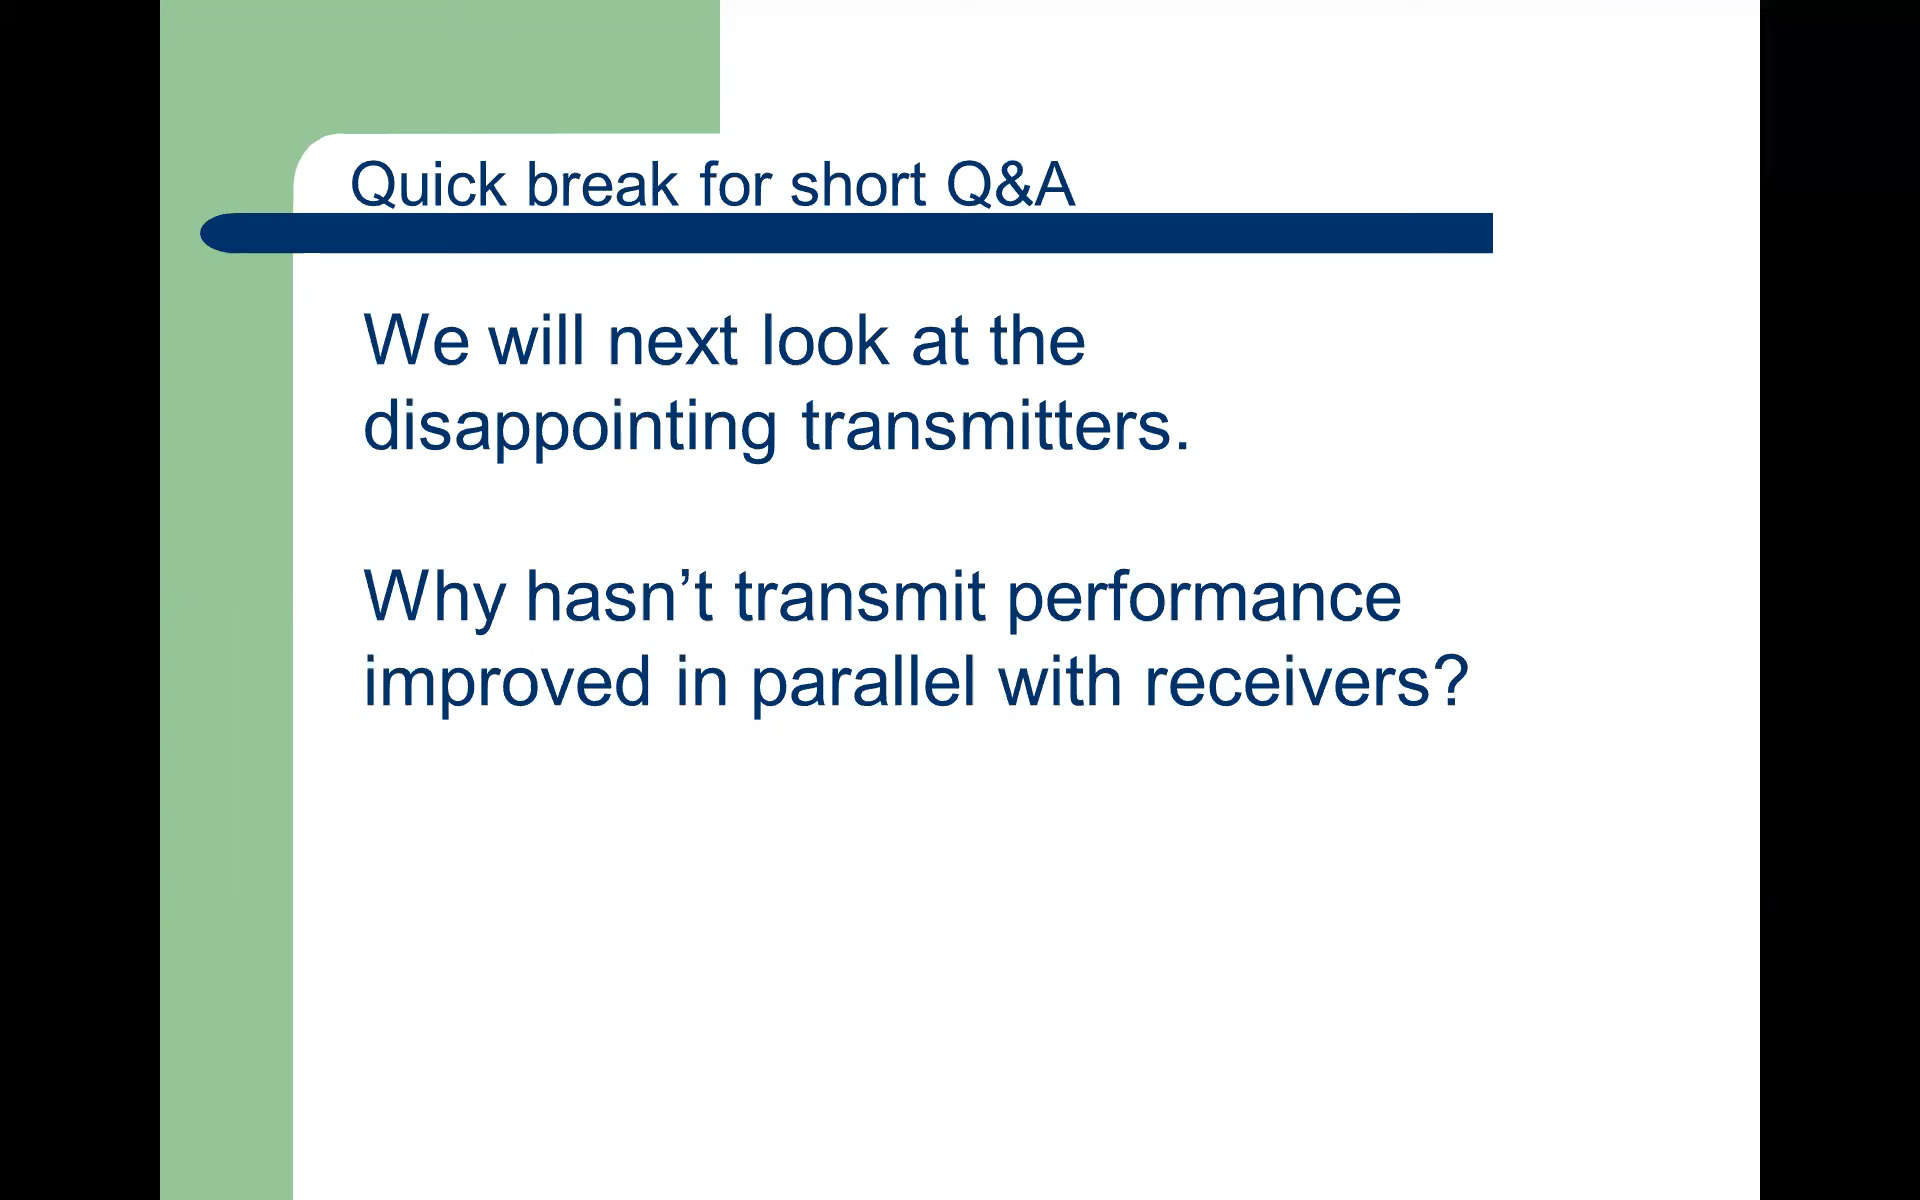 Quick break for short Q&A
We will next look at the
disappointing transmitters.
Why hasn’t transmit performance
improved in parallel with receivers?